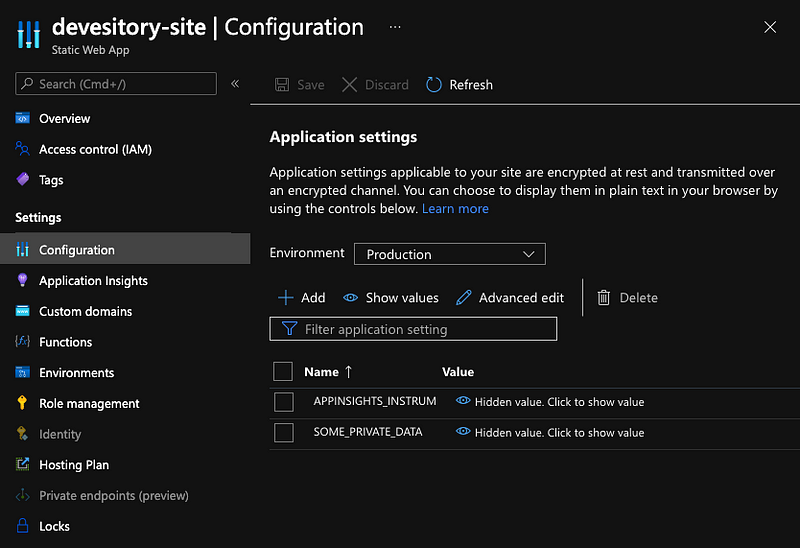 devesitory-site | Configuration ...
Static Web App
Search (Cmd+/) «
Save Discard Refresh
Overview
Access control (IAM)
Tags
Settings
Configuration
Application Insights
Custom domains
Functions
Environments
Role management
Identity
Hosting Plan
Private endpoints (preview)
Locks
Application settings
Application settings applicable to your site are encrypted at rest and transmitted over
an encrypted channel. You can choose to display them in plain text in your browser by
using the controls below. Learn more
Environment Production
Add Show values Advanced edit Delete
Filter application setting
Name ↑ Value
APPINSIGHTS_INSTRUM Hidden value. Click to show value
SOME_PRIVATE_DATA Hidden value. Click to show value